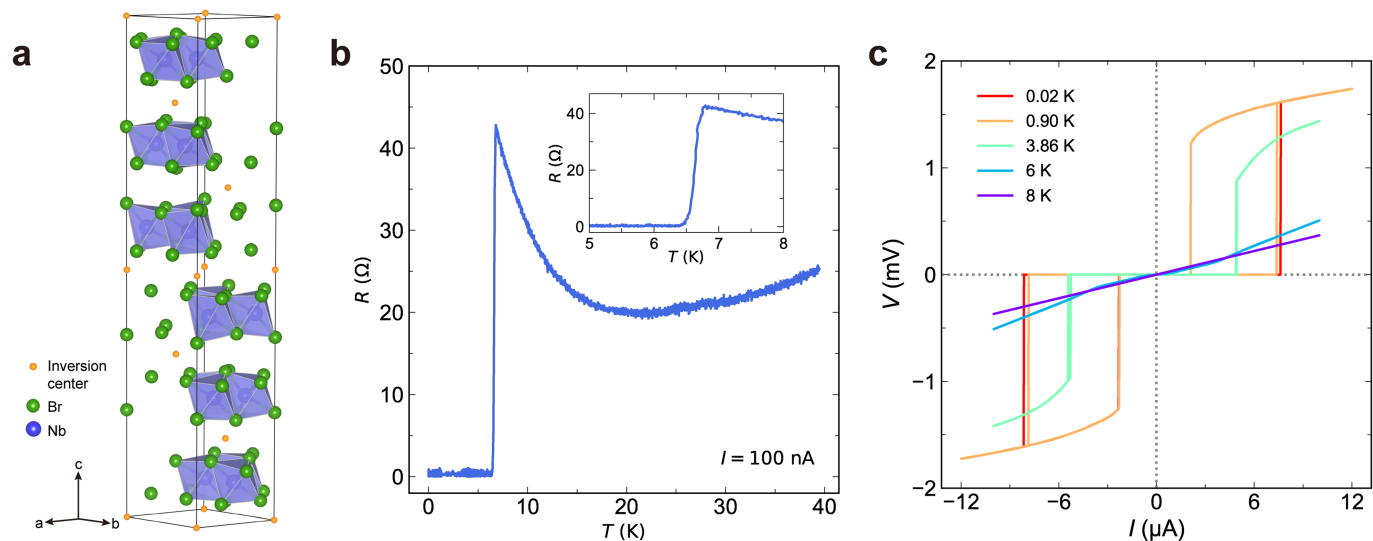 a
Inversion
center
Br
Nb
c
a
b
b
R (Ω)
50
40
30
20
10
0
0
10
20
30
40
T (K)
I = 100 nA
R (Ω)
40
20
0
5
6
7
8
T (K)
c
V (mV)
2
1
0
−1
−2
−12
−6
0
6
12
I (μA)
0.02 K
0.90 K
3.86 K
6 K
8 K